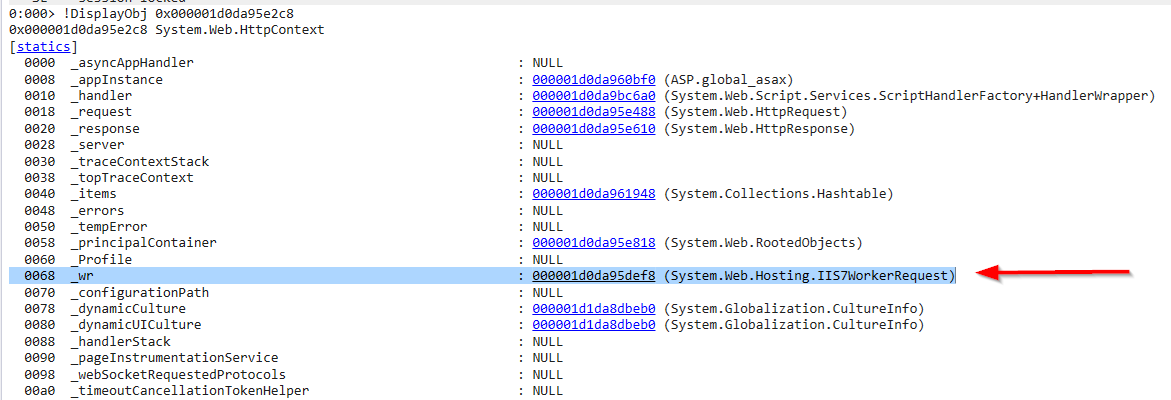 0:000> !DisplayObj 0x000001d0da95e2c8
0x000001d0da95e2c8 System.Web.HttpContext
[statics]
0000 _asyncAppHandler : NULL
0008 _appInstance : 000001d0da960bf0 (ASP.global_asax)
0010 _handler : 000001d0da9bc6a0 (System.Web.Script.Services.ScriptHandlerFactory+HandlerWrapper)
0018 _request : 000001d0da95e488 (System.Web.HttpRequest)
0020 _response : 000001d0da95e610 (System.Web.HttpResponse)
0028 _server : NULL
0030 _traceContextStack : NULL
0038 _topTraceContext : NULL
0040 _items : 000001d0da961948 (System.Collections.Hashtable)
0048 _errors : NULL
0050 _tempError : NULL
0058 _principalContainer : 000001d0da95e818 (System.Web.RootedObjects)
0060 _Profile : NULL
0068 _wr : 000001d0da95def8 (System.Web.Hosting.IIS7WorkerRequest)
0070 _configurationPath : NULL
0078 _dynamicCulture : 000001d1da8dbeb0 (System.Globalization.CultureInfo)
0080 _dynamicUICulture : 000001d1da8dbeb0 (System.Globalization.CultureInfo)
0088 _handlerStack : NULL
0090 _pageInstrumentationService : NULL
0098 _webSocketRequestedProtocols : NULL
00a0 _timeoutCancellationTokenHelper : NULL